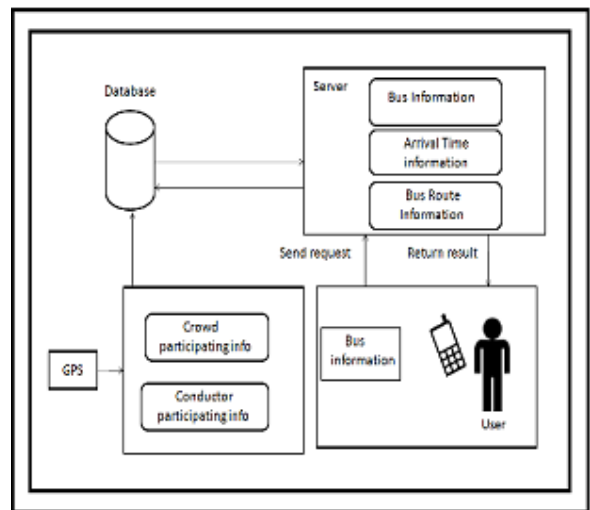 Database
Server
Bus Information
Arrival Time
information
Bus Route
Information
Send request
Return result
Crowd
participating info
Conductor
participating info
GPS
Bus
information
User